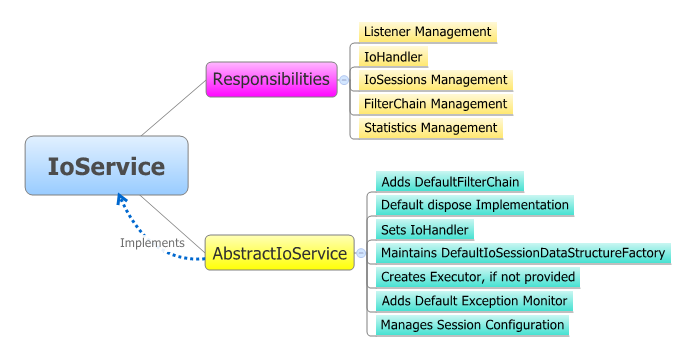 Listener Management
IoHandler
Responsibilities
IoSessions Management
FilterChain Management
Statistics Management
IoService
Adds DefaultFilterChain
Default dispose Implementation
Sets IoHandler
Implements
AbstractIoService
Maintains DefaultIoSessionDataStructureFactory
Creates Executor, if not provided
Adds Default Exception Monitor
Manages Session Configuration